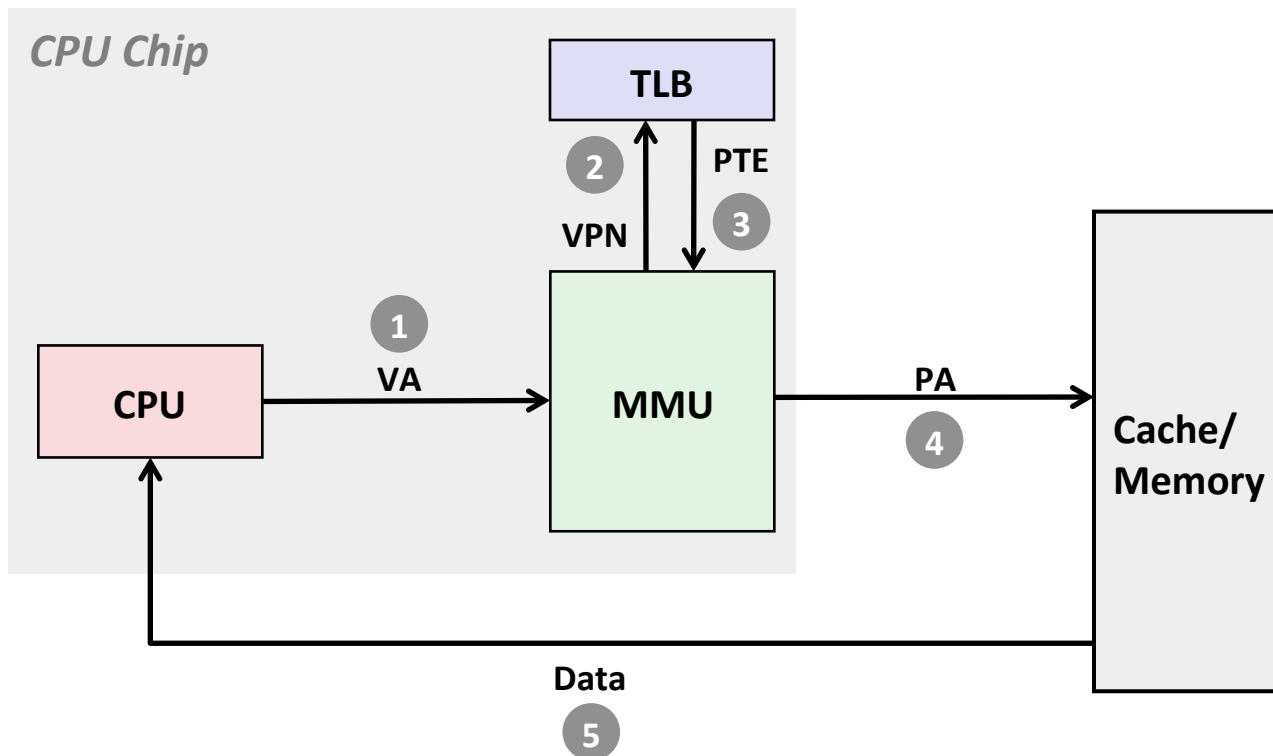 CPU Chip
TLB
2
PTE
3
VPN
1
VA
CPU
MMU
PA
4
Cache/
Memory
Data
5